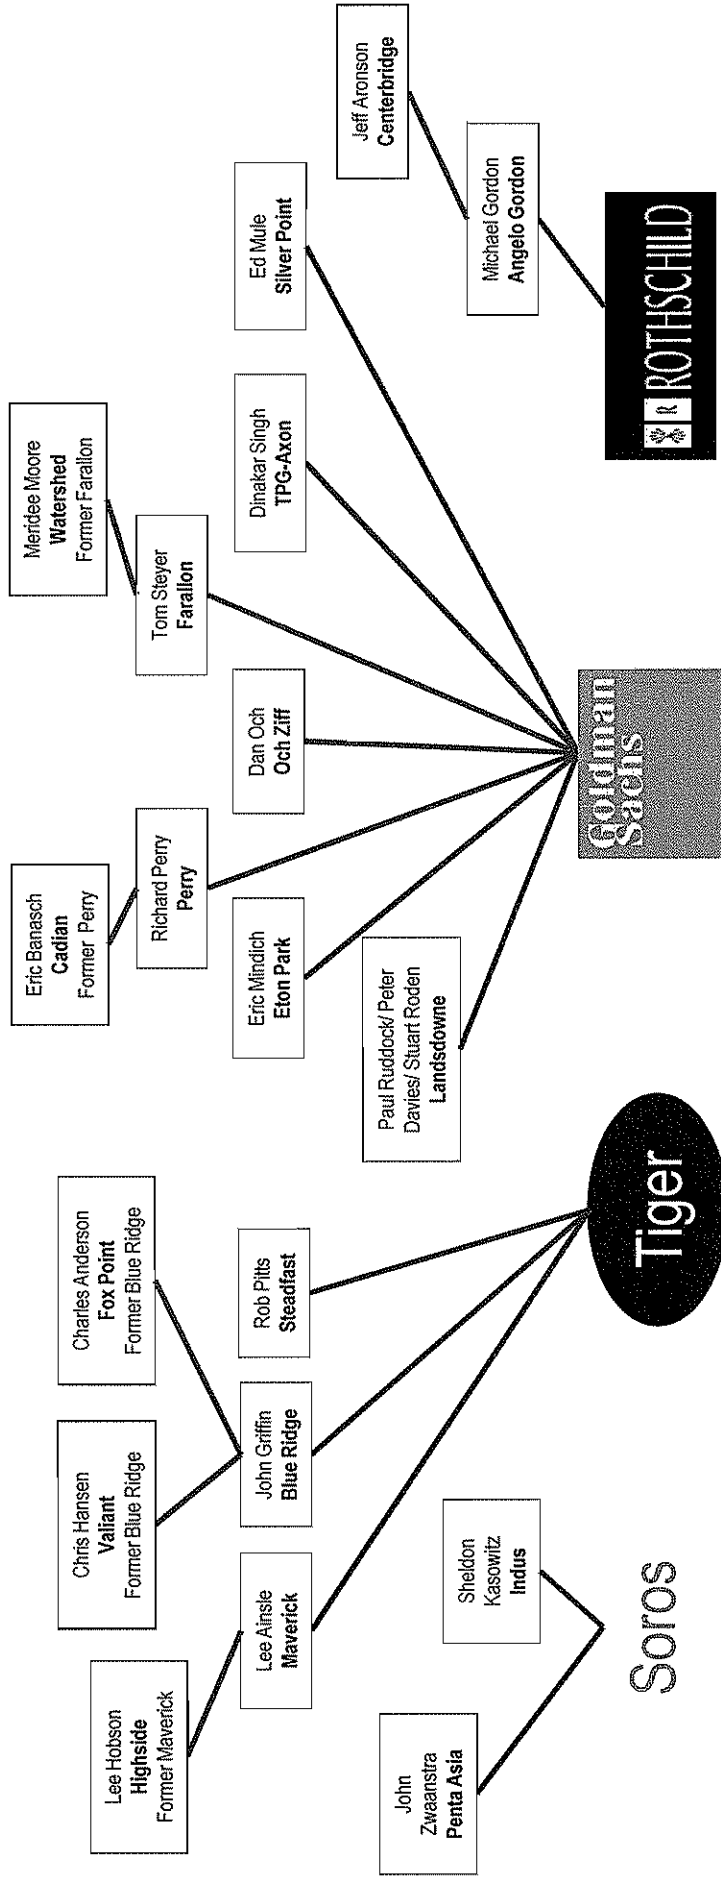 Lee Hobson
Highside
Former Maverick
Chris Hansen
Valiant
Former Blue Ridge
Charles Anderson
Fox Point
Former Blue Ridge
Lee Ainsle
Maverick
John Griffin
Blue Ridge
Rob Pitts
Steadfast
John
Zwaanstra
Penta Asia
Sheldon
Kasowitz
Indus
Soros
Tiger
Eric Banasch
Cadian
Former Perry
Meridee Moore
Watershed
Former Farallon
Richard Perry
Perry
Tom Steyer
Farallon
Eric Mindich
Eton Park
Dan Och
Och Ziff
Dinakar Singh
TPG-Axon
Ed Mule
Silver Point
Paul Ruddock/ Peter
Davies/ Stuart Roden
Landsdowne
Goldman
Sachs
Jeff Aronson
Centerbridge
Michael Gordon
Angelo Gordon
R ROTHSCHILD